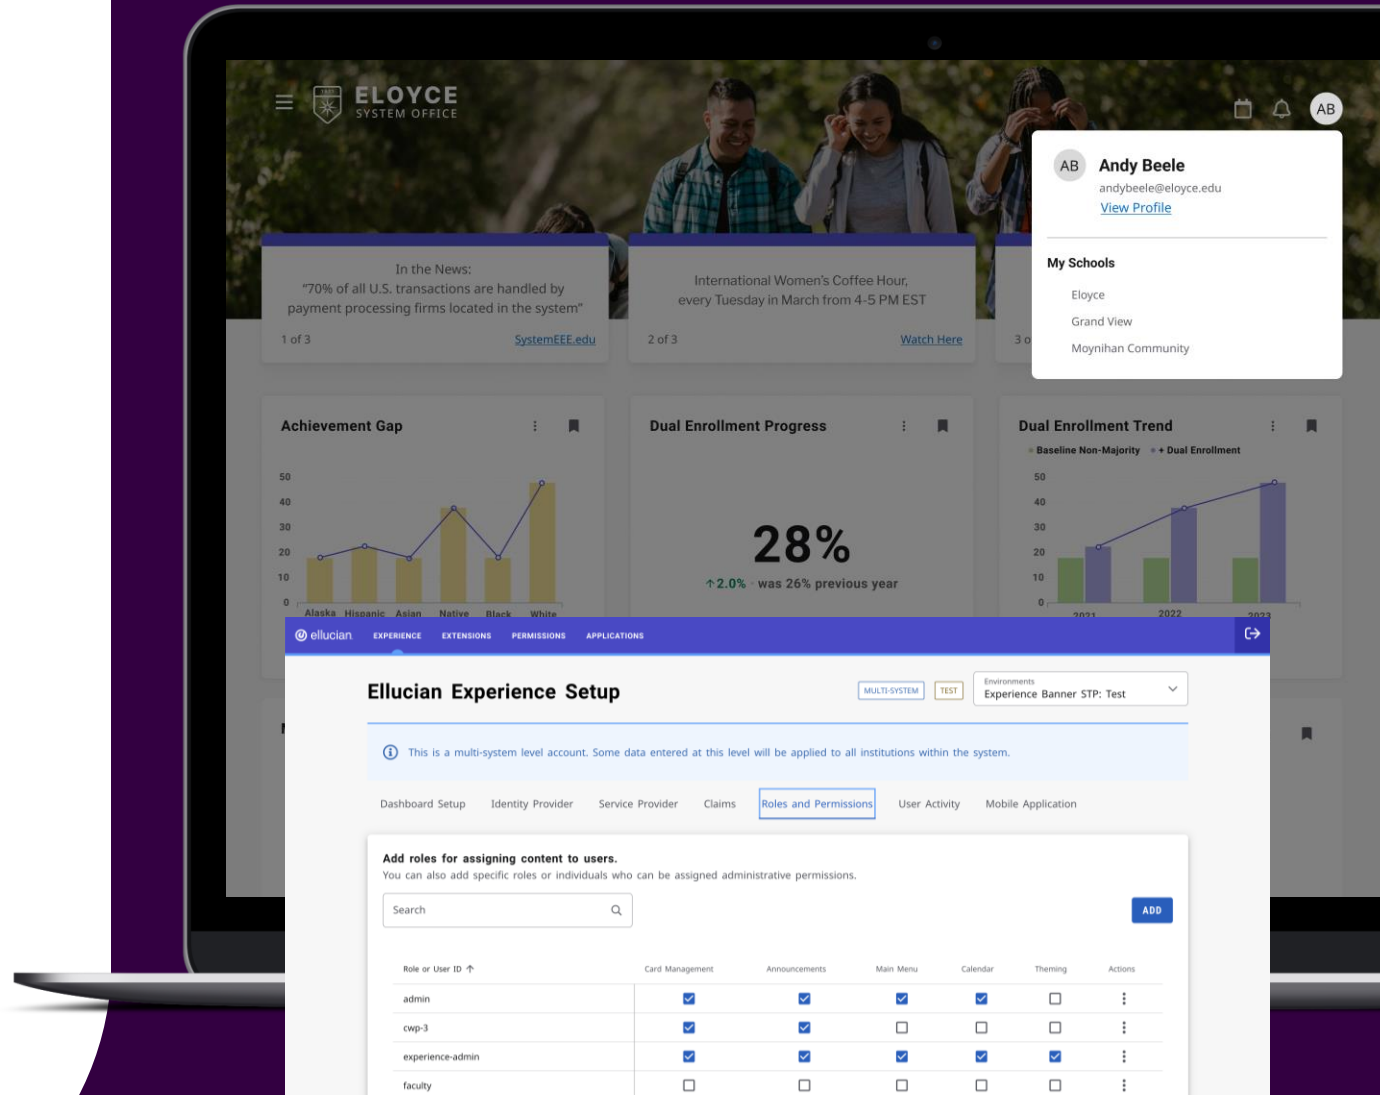 1801
ELOYCE
SYSTEM OFFICE
AB
AB
Andy Beele
andybeele@eloyce.edu
View Profile
My Schools
Eloyce
Grand View
Moynihan Community
In the News:
"70% of all U.S. transactions are handled by
payment processing firms located in the system"
1 of 3
SystemEEE.edu
International Women's Coffee Hour,
every Tuesday in March from 4-5 PM EST
2 of 3
Watch Here
3 o
Achievement Gap
50
40
30
20
10
0
Alaska Hispanic Asian Native Black White
Dual Enrollment Progress
28%
↑2.0% · was 26% previous year
Dual Enrollment Trend
Baseline Non-Majority + Dual Enrollment
50
40
30
20
10
0
2021 2022 2023
ellucian
EXPERIENCE EXTENSIONS PERMISSIONS APPLICATIONS
Ellucian Experience Setup
MULTI-SYSTEM
TEST
Environments
Experience Banner STP: Test
This is a multi-system level account. Some data entered at this level will be applied to all institutions within the system.
Dashboard Setup Identity Provider Service Provider Claims Roles and Permissions User Activity Mobile Application
Add roles for assigning content to users.
You can also add specific roles or individuals who can be assigned administrative permissions.
Search
ADD
Role or User ID ↑ Card Management Announcements Main Menu Calendar Theming Actions
admin
cwp-3
experience-admin
faculty